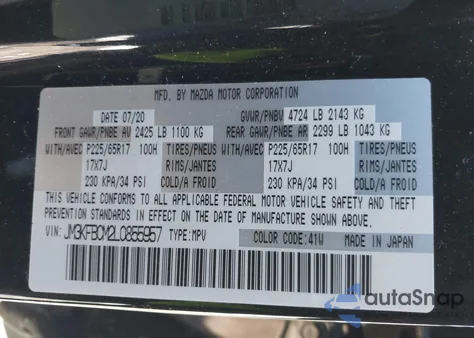 MFD. BY MAZDA MOTOR CORPORATION
DATE 07/20 GVWR/PNBV 4724 LB 2143 KG
FRONT GAWR/PNBE AV 2425 LB 1100 KG REAR GAWR/PNBE AR 2299 LB 1043 KG
WITH/AVEC P225/65R17 100H TIRES/PNEUS WITH/AVEC P225/65R17 100H TIRES/PNEUS
17X7J RIMS/JANTES 17X7J RIMS/JANTES
230 KPA/34 PSI COLD/A FROID 230 KPA/34 PSI COLD/A FROID
THIS VEHICLE CONFORMS TO ALL APPLICABLE FEDERAL MOTOR VEHICLE SAFETY AND THEFT
PREVENTION STANDARDS IN EFFECT ON THE DATE OF MANUFACTURE SHOWN ABOVE.
VIN: JM3KFBCM2L0855957 TYPE: MPV COLOR CODE: 41W MADE IN JAPAN
autoSnap